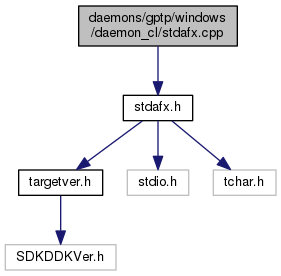 daemons/gptp/windows
/daemon_cl/stdafx.cpp
stdafx.h
targetver.h
stdio.h
tchar.h
SDKDDKVer.h